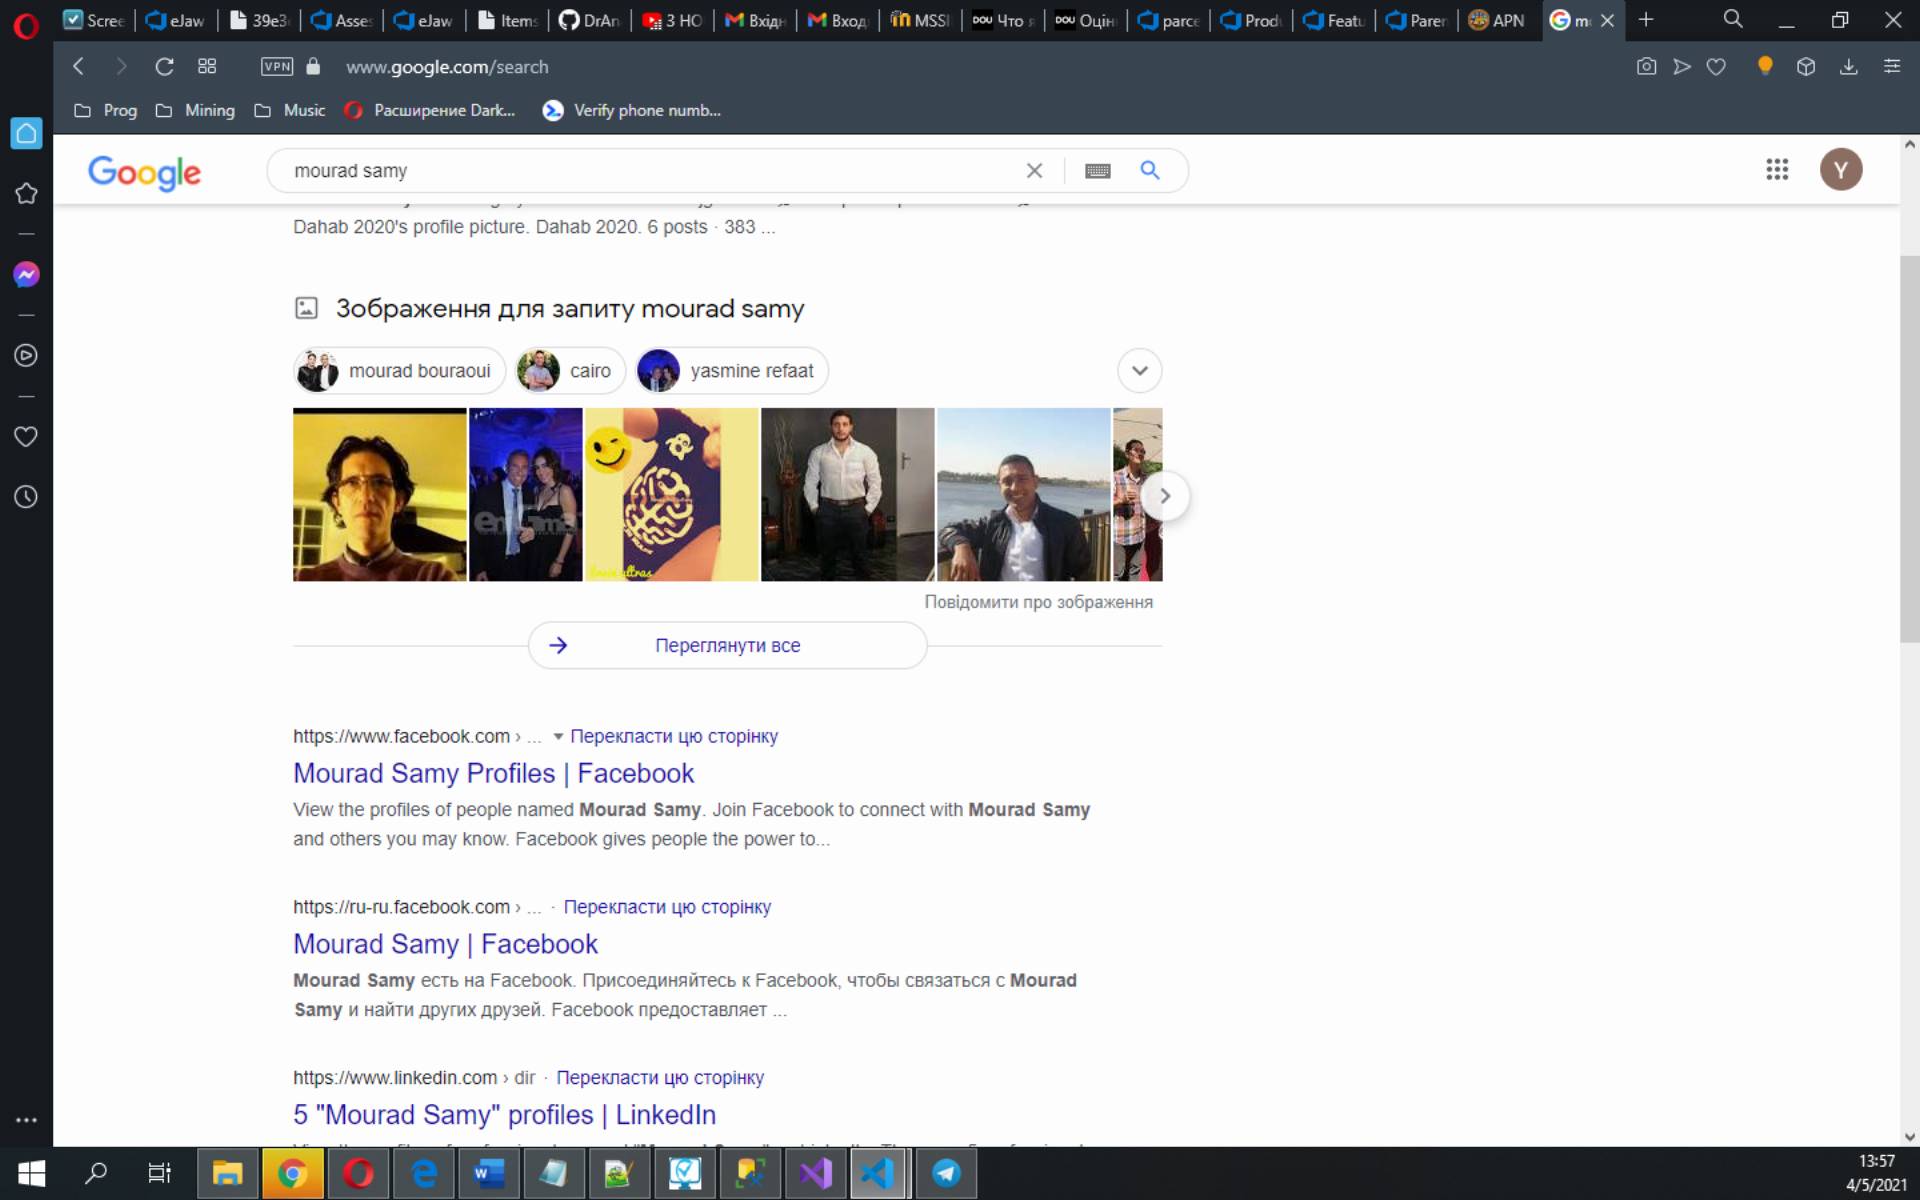 Scree
eJaw
39e3
Asse
eJaw
Items
DrAn
3 HO
Вхідн
Вход
MSSI
DOU Что я
DOU Оцін
parce
Produ
Featu
Paren
APN
VPN
www.google.com/search
Prog
Mining
Music
Расширение Dark...
Verify phone numb...
Google
mourad samy
Y
Dahab 2020's profile picture. Dahab 2020. 6 posts · 383 ...
Зображення для запиту mourad samy
mourad bouraoui
cairo
yasmine refaat
enigma
Повідомити про зображення
Переглянути все
https://www.facebook.com › ... Перекласти цю сторінку
Mourad Samy Profiles | Facebook
View the profiles of people named Mourad Samy. Join Facebook to connect with Mourad Samy
and others you may know. Facebook gives people the power to...
https://ru-ru.facebook.com › ... · Перекласти цю сторінку
Mourad Samy | Facebook
Mourad Samy есть на Facebook. Присоединяйтесь к Facebook, чтобы связаться с Mourad
Samy и найти других друзей. Facebook предоставляет ...
https://www.linkedin.com › dir · Перекласти цю сторінку
5 "Mourad Samy" profiles | LinkedIn
13:57
4/5/2021